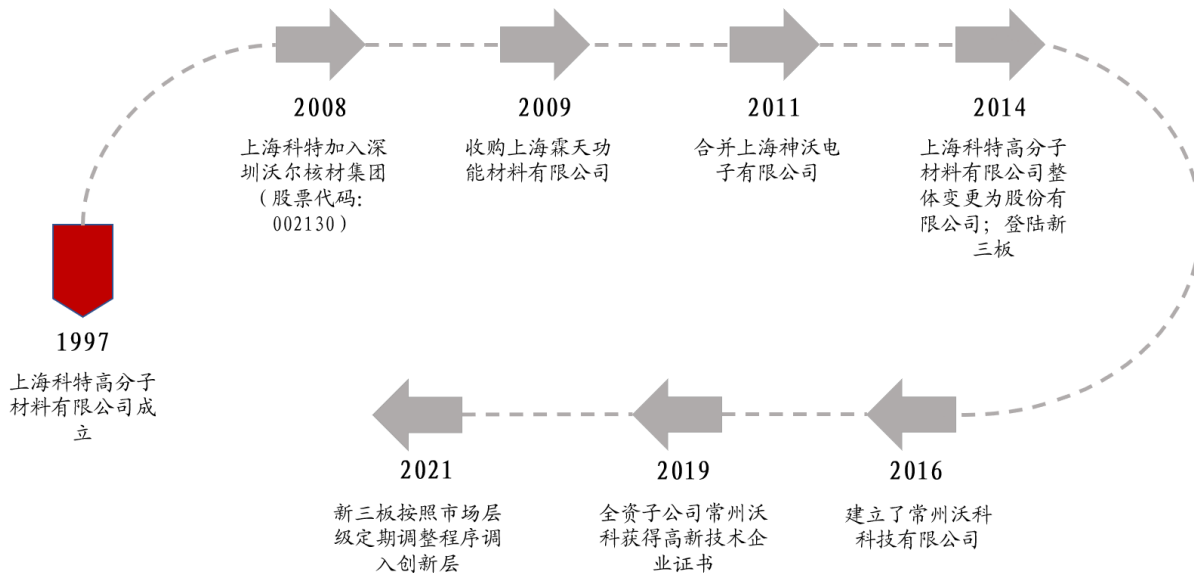 1997
上海科特高分子
材料有限公司成
立
2008
上海科特加入深
圳沃尔核材集团
（股票代码：
002130）
2009
收购上海霖天功
能材料有限公司
2011
合并上海神沃电
子有限公司
2014
上海科特高分子
材料有限公司整
体变更为股份有
限公司；登陆新
三板
2016
建立了常州沃科
科技有限公司
2019
全资子公司常州沃
科获得高新技术企
业证书
2021
新三板按照市场层
级定期调整程序调
入创新层